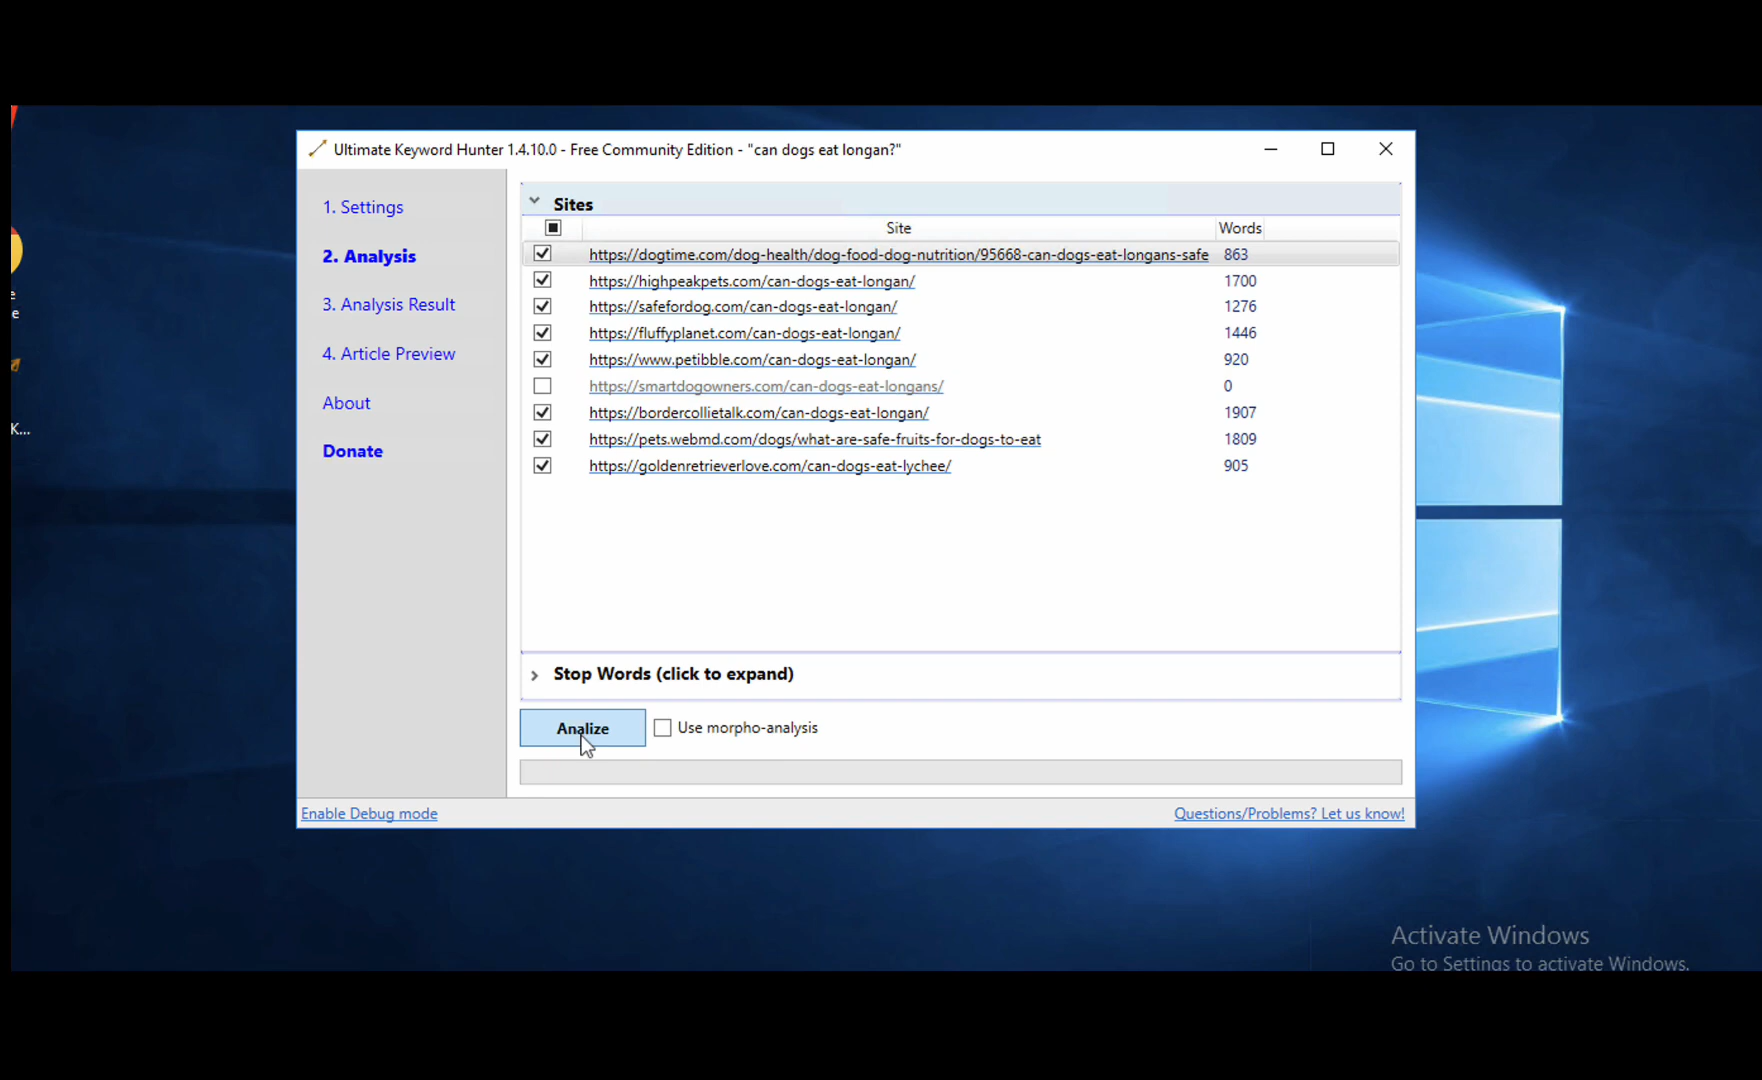 Ultimate Keyword Hunter 1.4.10.0 - Free Community Edition - "can dogs eat longan?"
1. Settings
2. Analysis
3. Analysis Result
4. Article Preview
About
Donate
Sites
Site Words
https://dogtime.com/dog-health/dog-food-dog-nutrition/95668-can-dogs-eat-longans-safe 863
https://highpeakpets.com/can-dogs-eat-longan/ 1700
https://safefordog.com/can-dogs-eat-longan/ 1276
https://fluffyplanet.com/can-dogs-eat-longan/ 1446
https://www.petibble.com/can-dogs-eat-longan/ 920
https://smartdogowners.com/can-dogs-eat-longans/ 0
https://bordercollietalk.com/can-dogs-eat-longan/ 1907
https://pets.webmd.com/dogs/what-are-safe-fruits-for-dogs-to-eat 1809
https://goldenretrieverlove.com/can-dogs-eat-lychee/ 905
Stop Words (click to expand)
Analize Use morpho-analysis
Enable Debug mode Questions/Problems? Let us know!
e
e
K...
Activate Windows
Go to Settings to activate Windows.